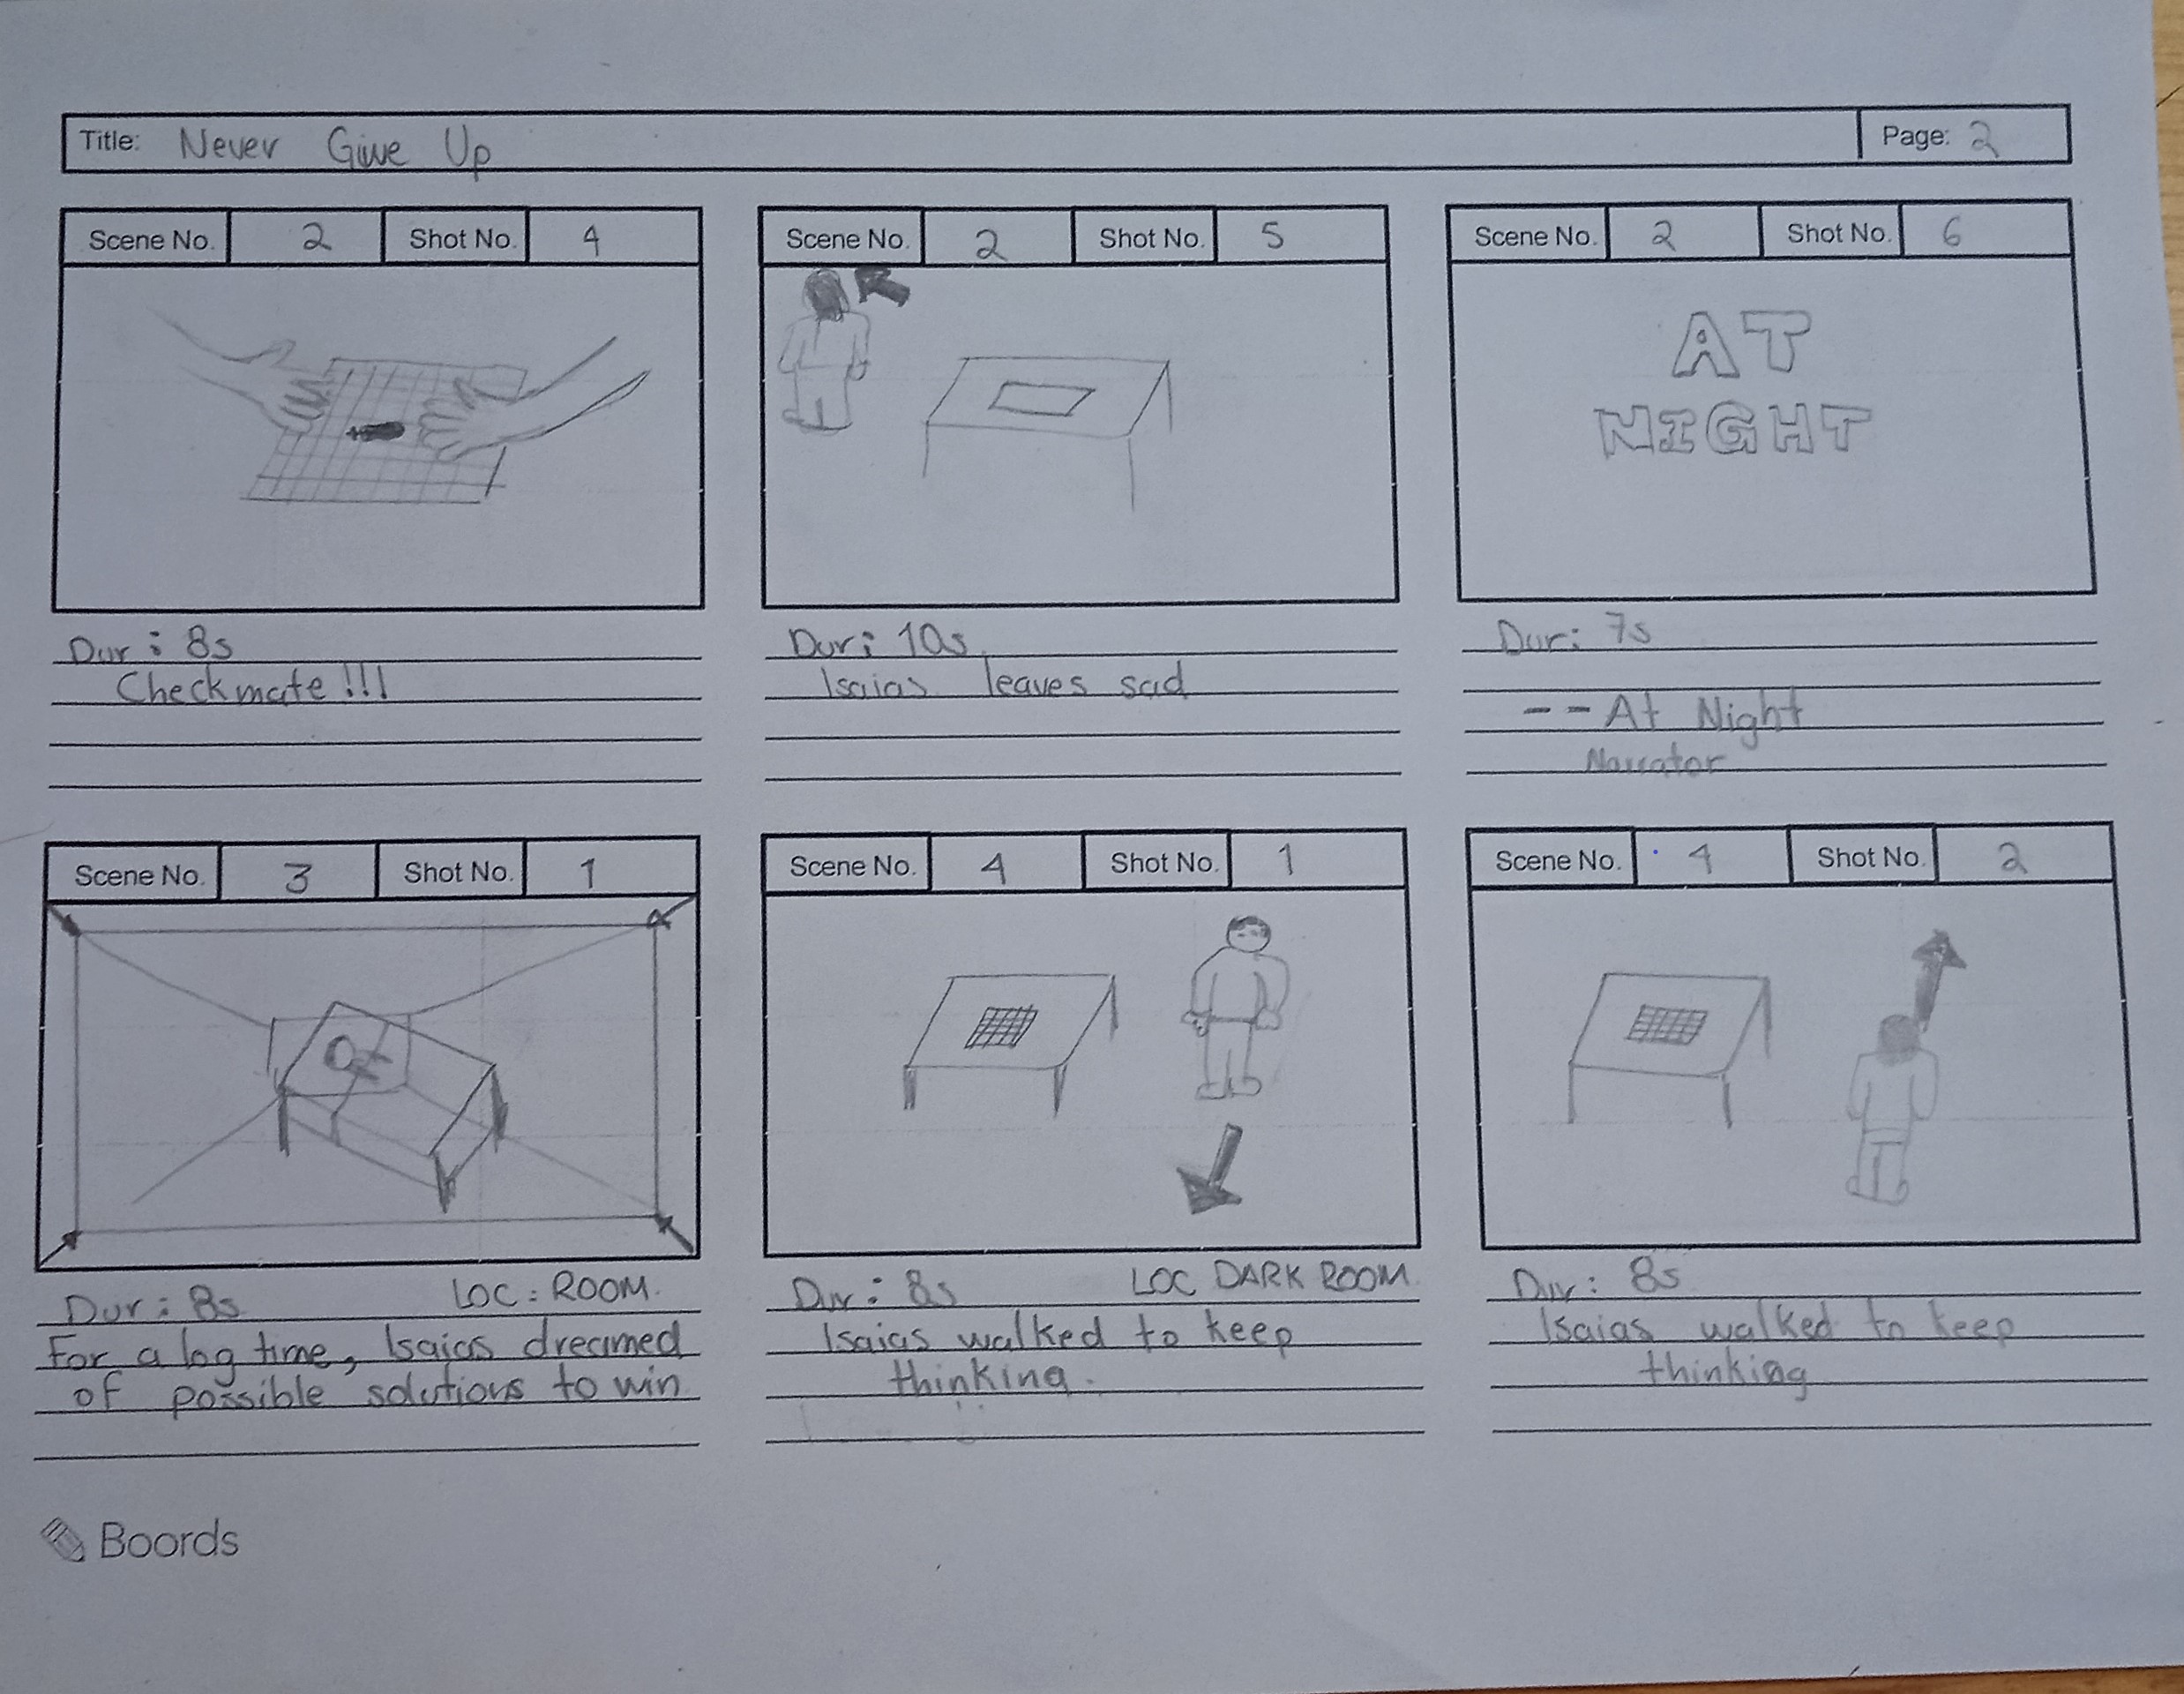 Title: Never Give Up Page: 2
Scene No. 2 Shot No. 4
Dur: 8s
Checkmate!!!
Scene No. 2 Shot No. 5
Dur: 10s
Isaias leaves sad
Scene No. 2 Shot No. 6
AT
NIGHT
Dur: 7s
-- At Night
Narrator
Scene No. 3 Shot No. 1
Dur: 8s LOC: ROOM.
For a log time, Isaias dreamed
of possible solutions to win
Scene No. 4 Shot No. 1
Dur: 8s LOC DARK ROOM
Isaias walked to keep
thinking.
Scene No. 4 Shot No. 2
Dur: 8s
Isaias walked to keep
thinking
Boords